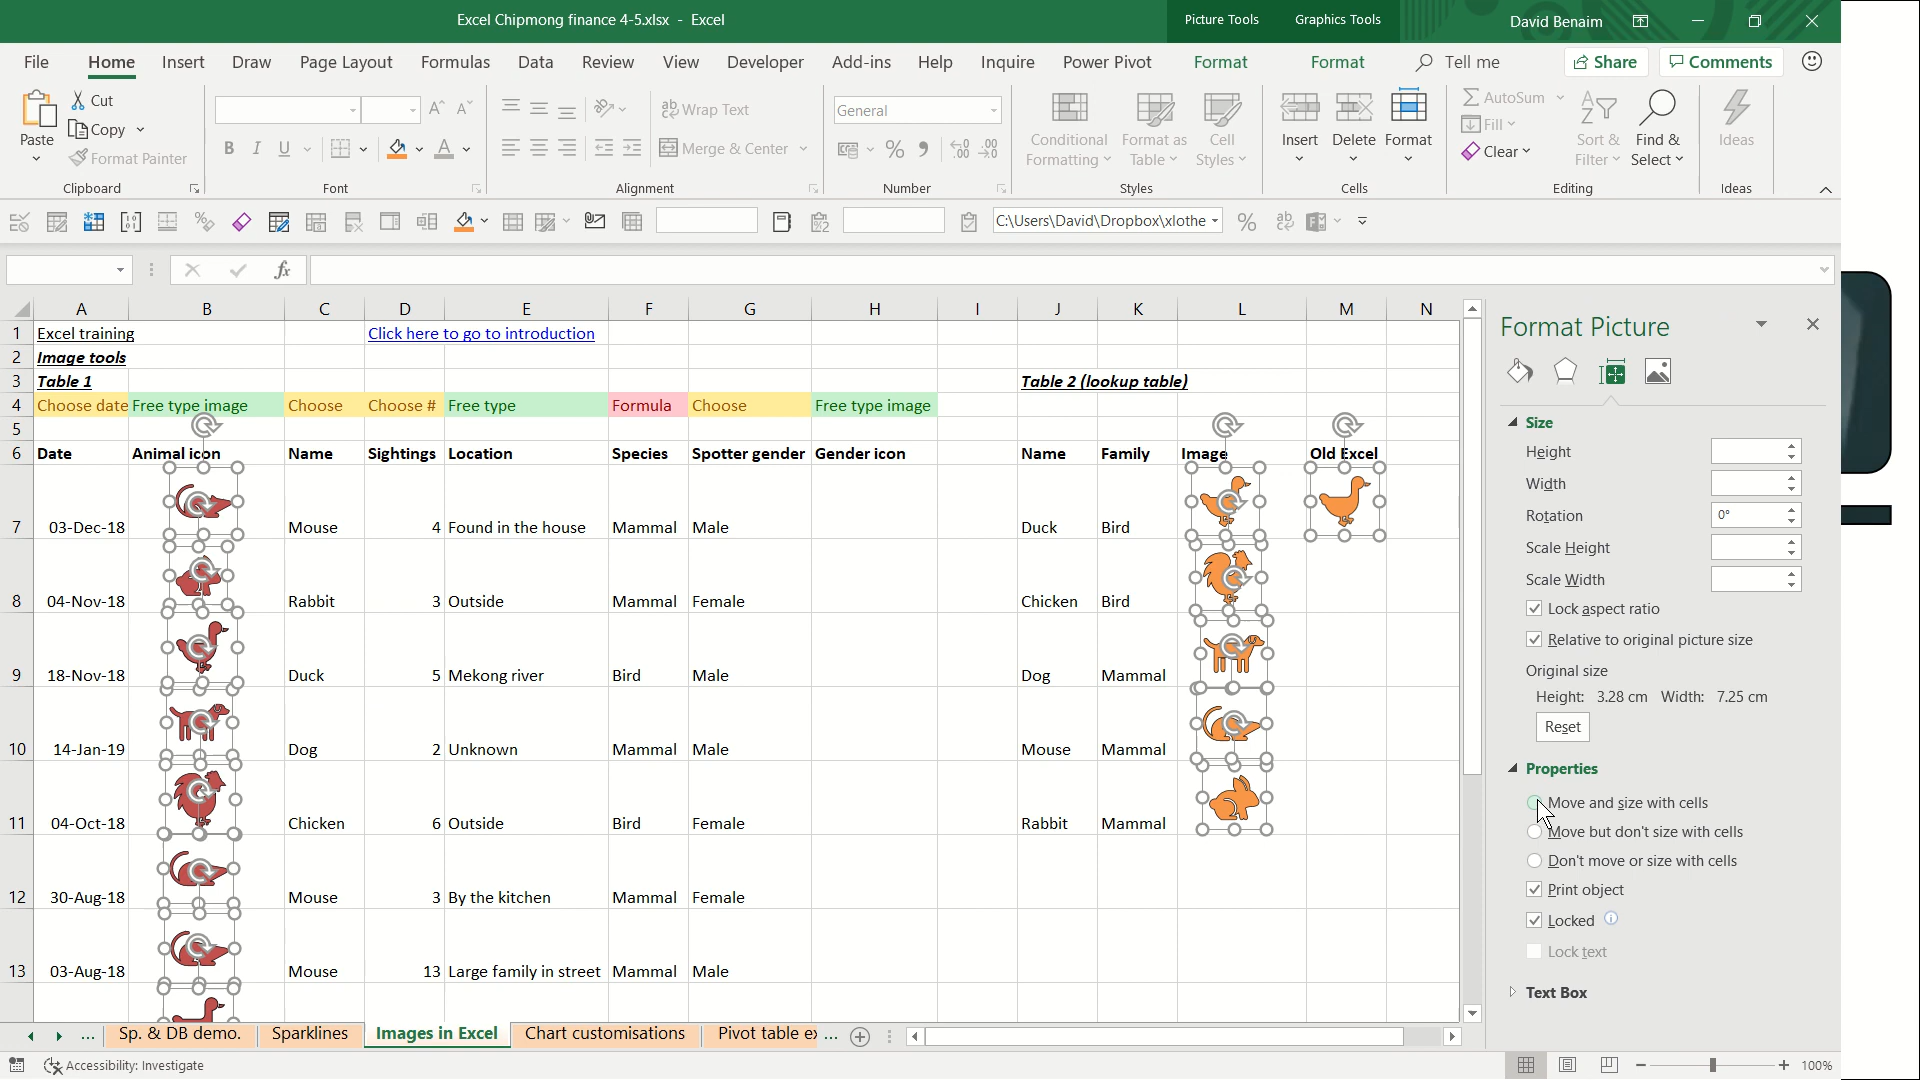 Excel Chipmong finance 4-5.xlsx - Excel
Picture Tools
Graphics Tools
David Benaim
File Home Insert Draw Page Layout Formulas Data Review View Developer Add-ins Help Inquire Power Pivot Format Format Tell me
Share
Comments
Paste
Cut
Copy
Format Painter
Clipboard
B I U
A
Font
Wrap Text
Merge & Center
Alignment
General
Number
Conditional Formatting
Format as Table
Cell Styles
Styles
Insert
Delete
Format
Cells
AutoSum
Fill
Clear
Sort & Filter
Find & Select
Editing
Ideas
Ideas
C:\Users\David\Dropbox\xlothe
fx
A B C D E F G H I J K L M N
1 Excel training Click here to go to introduction
2 Image tools
3 Table 1 Table 2 (lookup table)
4 Choose date Free type image Choose Choose # Free type Formula Choose Free type image
5
6 Date Animal icon Name Sightings Location Species Spotter gender Gender icon Name Family Image Old Excel
7 03-Dec-18 Mouse 4 Found in the house Mammal Male Duck Bird
8 04-Nov-18 Rabbit 3 Outside Mammal Female Chicken Bird
9 18-Nov-18 Duck 5 Mekong river Bird Male Dog Mammal
10 14-Jan-19 Dog 2 Unknown Mammal Male Mouse Mammal
11 04-Oct-18 Chicken 6 Outside Bird Female Rabbit Mammal
12 30-Aug-18 Mouse 3 By the kitchen Mammal Female
13 03-Aug-18 Mouse 13 Large family in street Mammal Male
... Sp. & DB demo. Sparklines Images in Excel Chart customisations Pivot table ex ...
Accessibility: Investigate
100%
Format Picture
Size
Height
Width
Rotation 0°
Scale Height
Scale Width
Lock aspect ratio
Relative to original picture size
Original size
Height: 3.28 cm Width: 7.25 cm
Reset
Properties
Move and size with cells
Move but don't size with cells
Don't move or size with cells
Print object
Locked
Lock text
Text Box